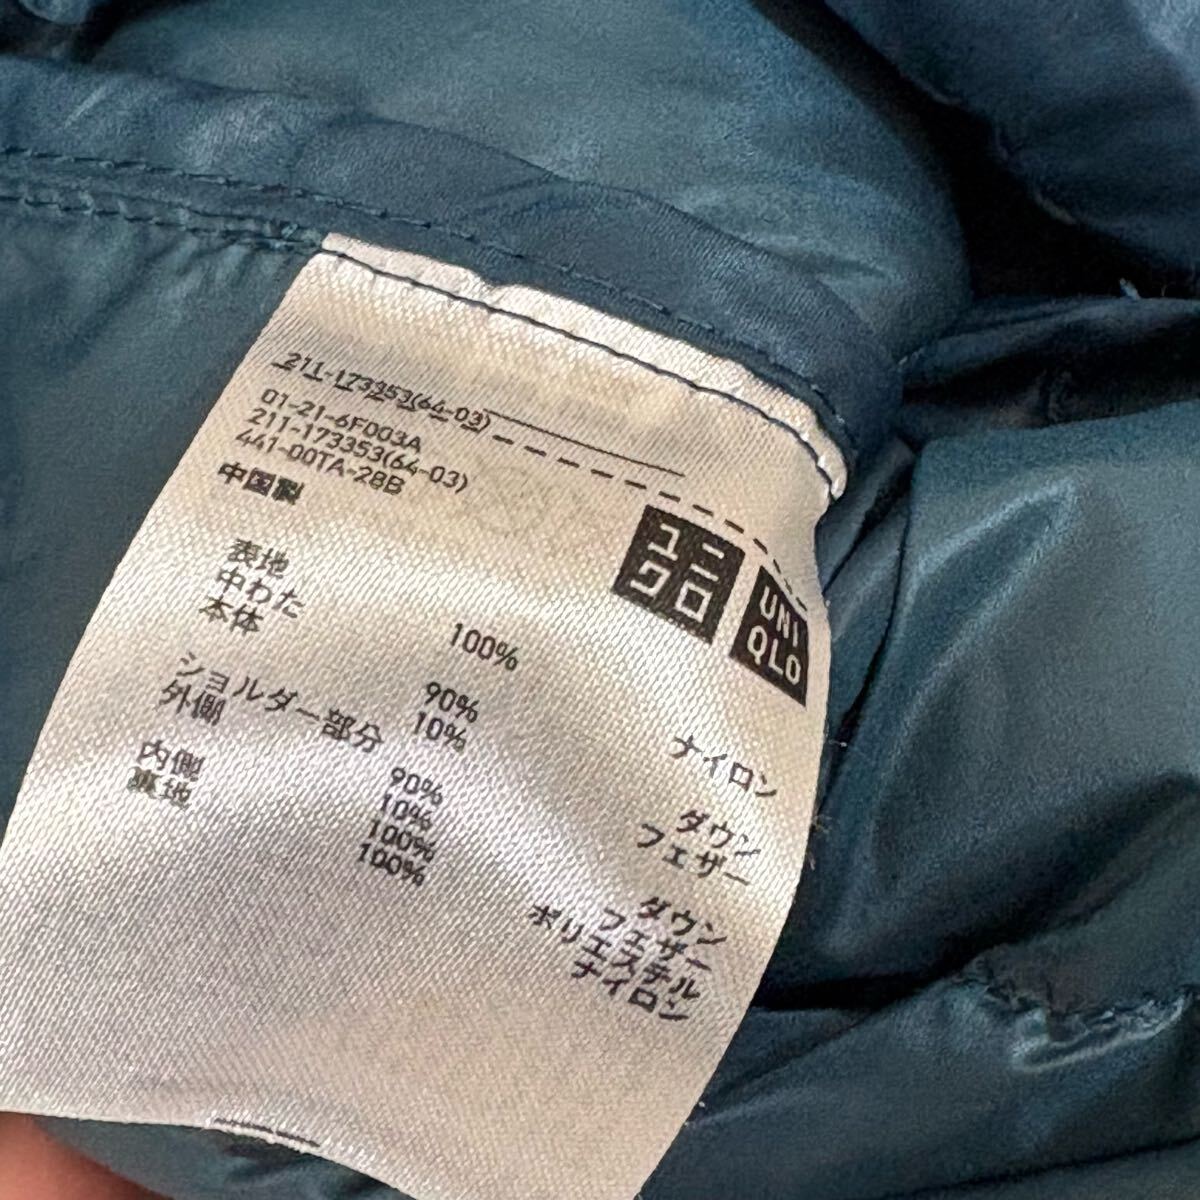 211-173353(64-03)
01-21-6F003A
211-173353(64-03)
441-00TA-28B
中国製
ユニ
クロ
UNI
QLO
表地 100% ナイロン
中わた
本体 90% ダウン
10% フェザー
ショルダー部分
外側 90% ダウン
10% フェザー
内側 100% ポリエステル
裏地 100% ナイロン